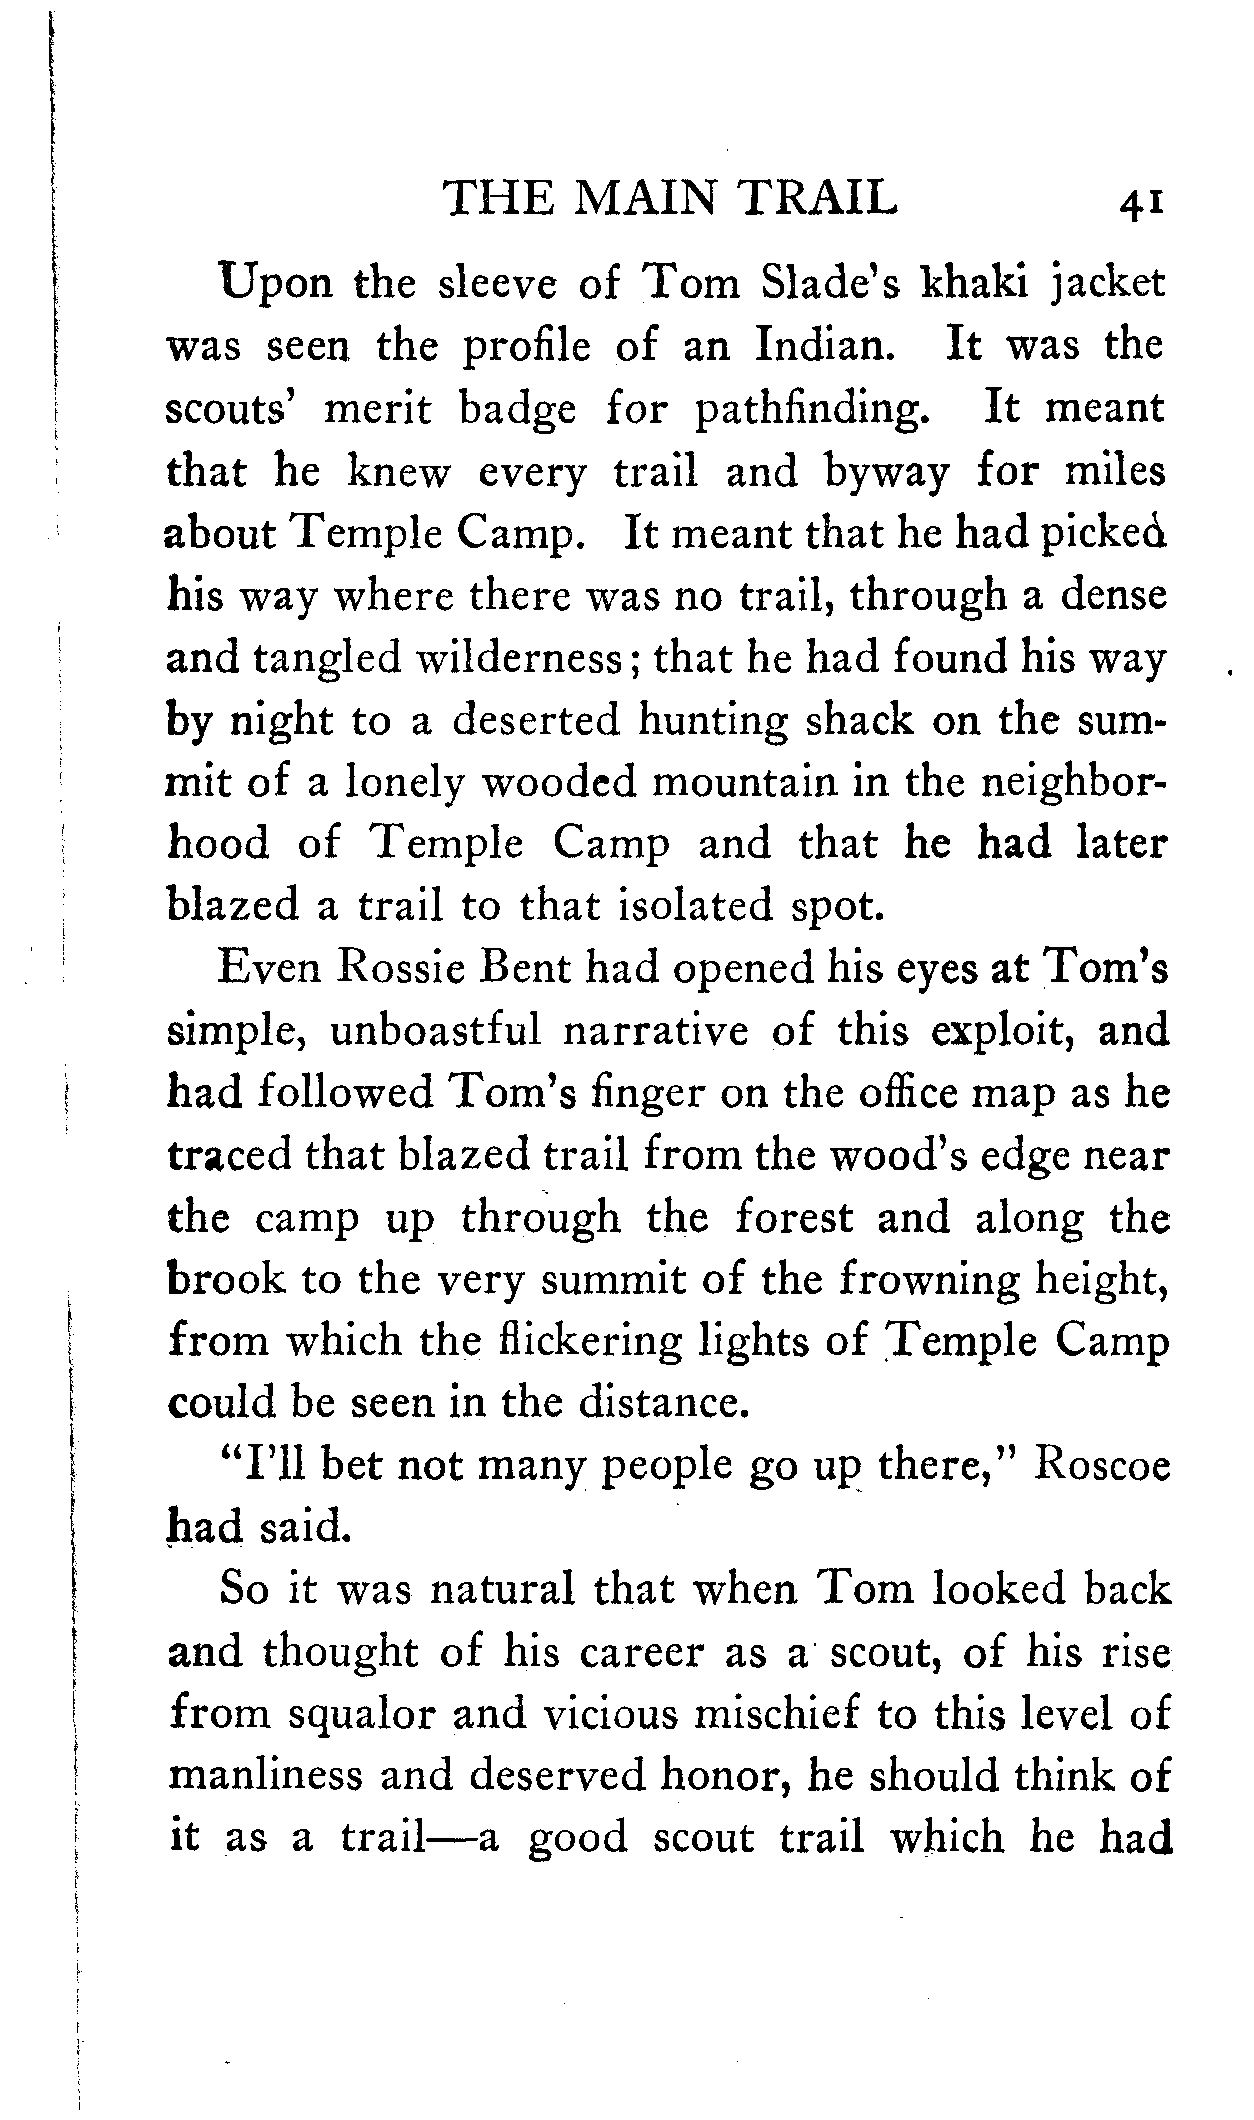 THE MAIN TRAIL 41
Upon the sleeve of Tom Slade's khaki jacket
was seen the profile of an Indian. It was the
scouts' merit badge for pathfinding. It meant
that he knew every trail and byway for miles
about Temple Camp. It meant that he had picked
his way where there was no trail, through a dense
and tangled wilderness; that he had found his way
by night to a deserted hunting shack on the sum-
mit of a lonely wooded mountain in the neighbor-
hood of Temple Camp and that he had later
blazed a trail to that isolated spot.
Even Rossie Bent had opened his eyes at Tom's
simple, unboastful narrative of this exploit, and
had followed Tom's finger on the office map as he
traced that blazed trail from the wood's edge near
the camp up through the forest and along the
brook to the very summit of the frowning height,
from which the flickering lights of Temple Camp
could be seen in the distance.
"I'll bet not many people go up there," Roscoe
had said.
So it was natural that when Tom looked back
and thought of his career as a scout, of his rise
from squalor and vicious mischief to this level of
manliness and deserved honor, he should think of
it as a trail—a good scout trail which he had